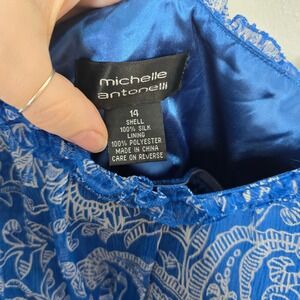 michelle
antonelli
14
SHELL
100% SILK
LINING
100% POLYESTER
MADE IN CHINA
CARE ON REVERSE